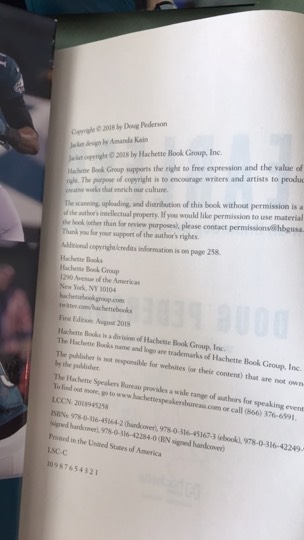 Copyright © 2018 by Doug Pederson
Jacket design by Amanda Kain
Jacket copyright © 2018 by Hachette Book Group, Inc.
Hachette Book Group supports the right to free expression and the value of
right. The purpose of copyright is to encourage writers and artists to produ
creative works that enrich our culture.
The scanning, uploading, and distribution of this book without permission is a
of the author's intellectual property. If you would like permission to use material
the book (other than for review purposes), please contact permissions@hbgusa.
Thank you for your support of the author's rights.
Additional copyright/credits information is on page 258.
Hachette Books
Hachette Book Group
1290 Avenue of the Americas
New York, NY 10104
hachettebookgroup.com
twitter.com/hachettebooks
First Edition: August 2018
Hachette Books is a division of Hachette Book Group, Inc.
The Hachette Books name and logo are trademarks of Hachette Book Group, Inc.
The publisher is not responsible for websites (or their content) that are not own
by the publisher.
The Hachette Speakers Bureau provides a wide range of authors for speaking event
To find out more, go to www.hachettespeakersbureau.com or call (866) 376-6591.
LCCN: 2018945258
ISBNs: 978-0-316-45164-2 (hardcover), 978-0-316-45167-3 (ebook), 978-0-316-42249-
(signed hardcover), 978-0-316-42284-0 (BN signed hardcover)
Printed in the United States of America
LSC-C
10 9 8 7 6 5 4 3 2 1